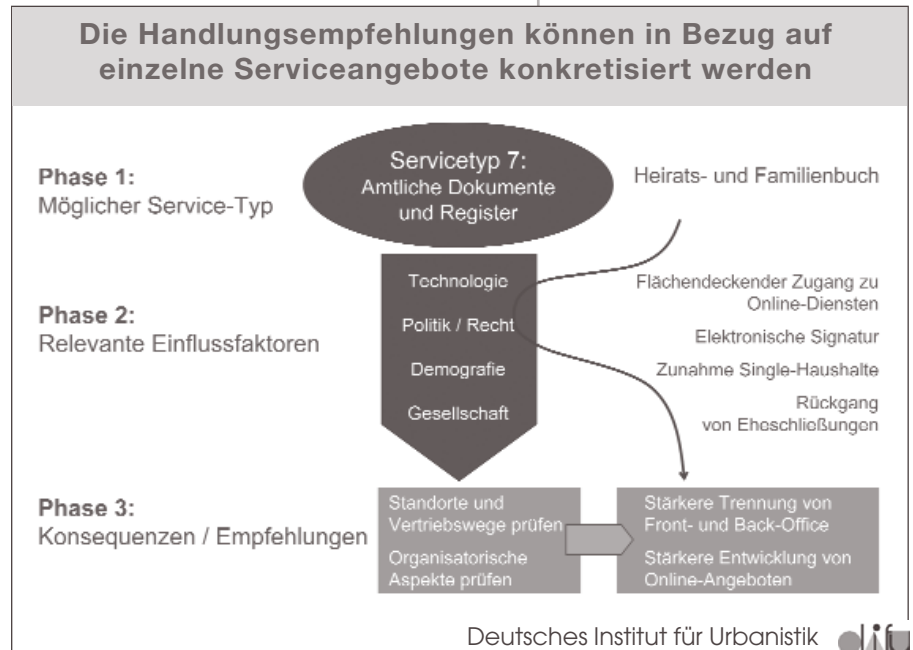 Die Handlungsempfehlungen können in Bezug auf
einzelne Serviceangebote konkretisiert werden
Phase 1:
Möglicher Service-Typ
Servicetyp 7:
Amtliche Dokumente
und Register
Heirats- und Familienbuch
Phase 2:
Relevante Einflussfaktoren
Technologie
Politik / Recht
Demografie
Gesellschaft
Flächendeckender Zugang zu
Online-Diensten
Elektronische Signatur
Zunahme Single-Haushalte
Rückgang
von Eheschließungen
Phase 3:
Konsequenzen / Empfehlungen
Standorte und
Vertriebswege prüfen
Organisatorische
Aspekte prüfen
Stärkere Trennung von
Front- und Back-Office
Stärkere Entwicklung von
Online-Angeboten
Deutsches Institut für Urbanistik
difu